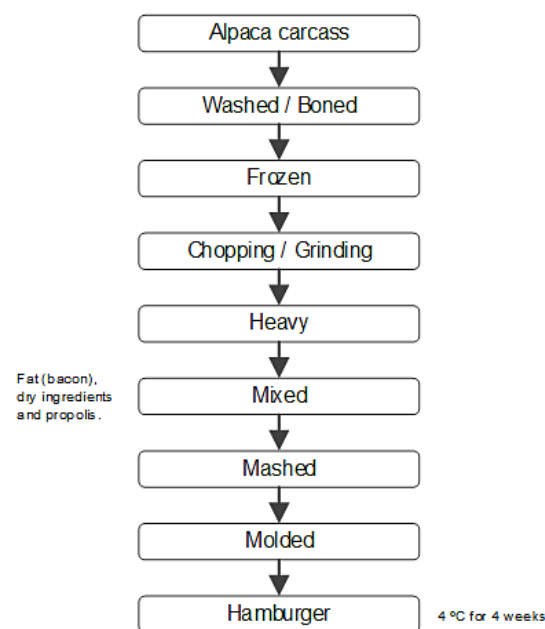 Alpaca carcass
Washed / Boned
Frozen
Chopping / Grinding
Heavy
Fat (bacon),
dry ingredients
and propolis.
Mixed
Mashed
Molded
Hamburger
4 ºC for 4 weeks